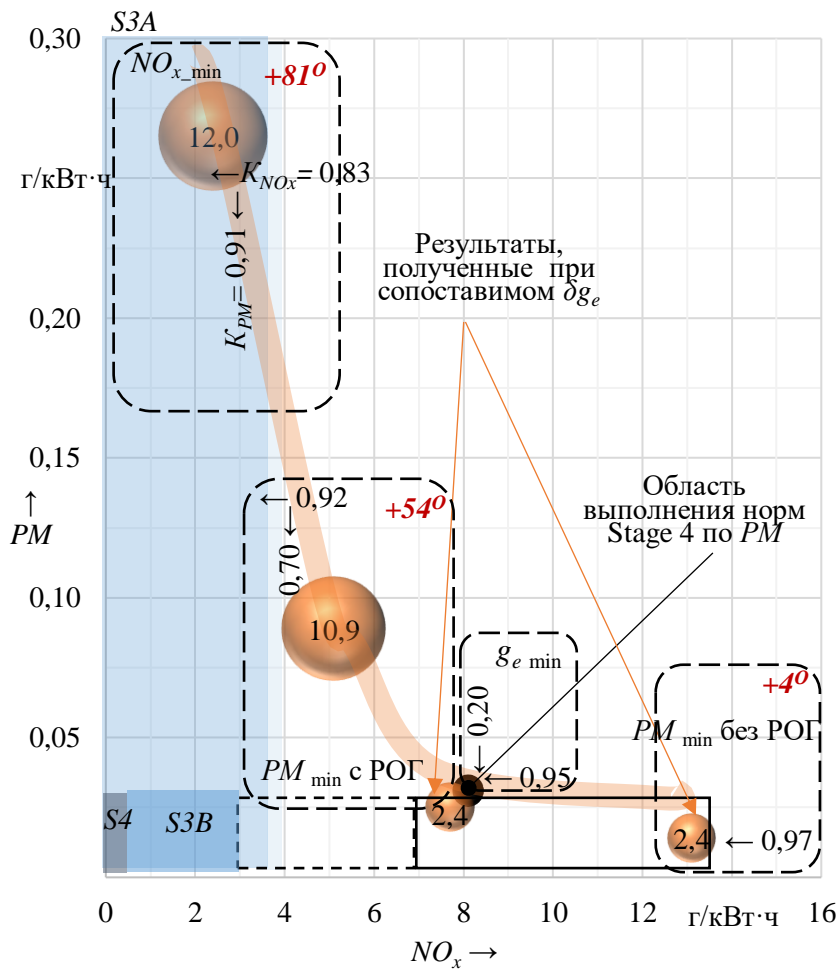 S3A
0,30
NOx_min
+81º
12,0
г/кВт·ч
←KNOx= 0,83
KPM= 0,91 →
Результаты,
полученные при
сопоставимом δge
0,20
0,15
← 0,92
+54º
0,70
←
Область
выполнения норм
Stage 4 по PM
↑
PM
0,10
10,9
ge min
← 0,20
+4º
0,05
PM min с РОГ
← 0,95
PM min без РОГ
S4
S3B
2,4
2,4
← 0,97
0
2
4
6
8
10
12
г/кВт·ч
16
NOx →